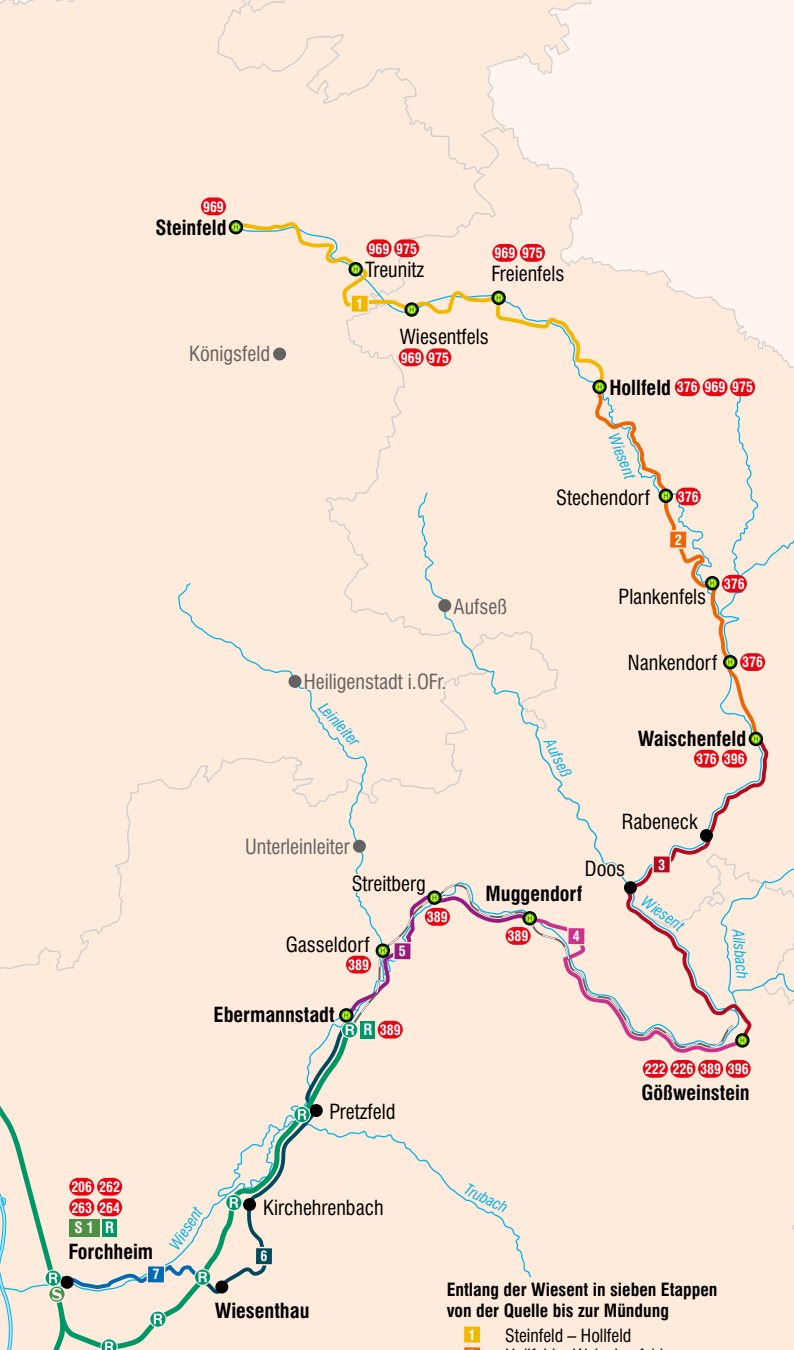 969
Steinfeld
969 975
Treunitz
969 975
Freienfels
1
Wiesentfels
969 975
Königsfeld
Hollfeld 376 969 975
Wiesent
Stechendorf 376
2
376
Plankenfels
Aufseß
Nankendorf 376
Heiligenstadt i.OFr.
Leinleiter
Waischenfeld
376 396
Aufseß
Rabeneck
Unterleinleiter
3
Doos
Streitberg
389
Muggendorf
389
4
Wiesent
Ailsbach
Gasseldorf
389
5
Ebermannstadt
R R 389
222 226 389 396
Gößweinstein
R Pretzfeld
Trubach
206 262
263 264
S 1 R
Forchheim
Wiesent
R Kirchehrenbach
6
7
R
R
S
Wiesenthau
R
R
Entlang der Wiesent in sieben Etappen
von der Quelle bis zur Mündung
1 Steinfeld – Hollfeld